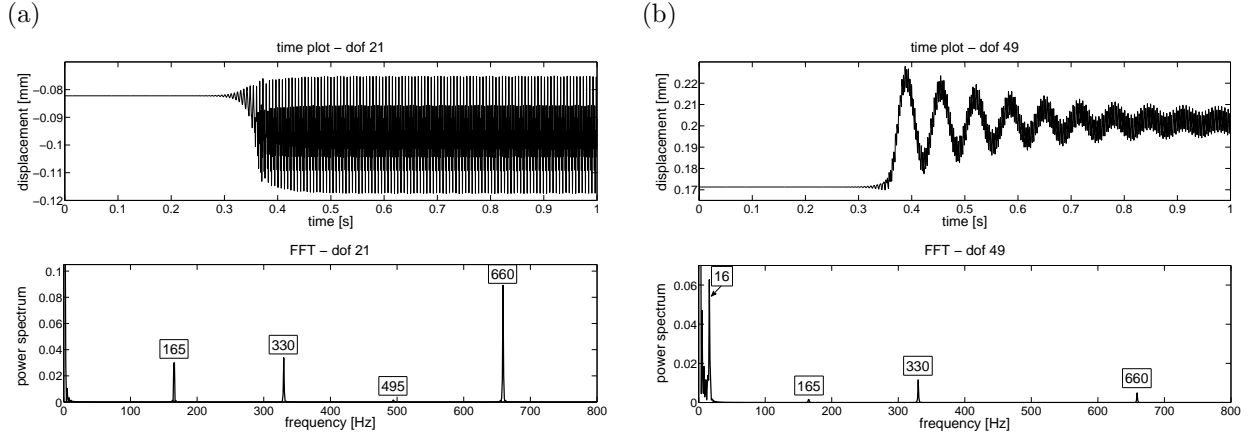 (a)
time plot – dof 21
displacement [mm]
−0.08
−0.09
−0.1
−0.11
−0.12
0 0.1 0.2 0.3 0.4 0.5 0.6 0.7 0.8 0.9 1
time [s]
FFT – dof 21
power spectrum
0.1
0.08
0.06
0.04
0.02
0
165
330
495
660
0 100 200 300 400 500 600 700 800
frequency [Hz]
(b)
time plot – dof 49
displacement [mm]
0.22
0.21
0.2
0.19
0.18
0.17
0 0.1 0.2 0.3 0.4 0.5 0.6 0.7 0.8 0.9 1
time [s]
FFT – dof 49
power spectrum
0.06
0.04
0.02
0
16
165
330
660
0 100 200 300 400 500 600 700 800
frequency [Hz]